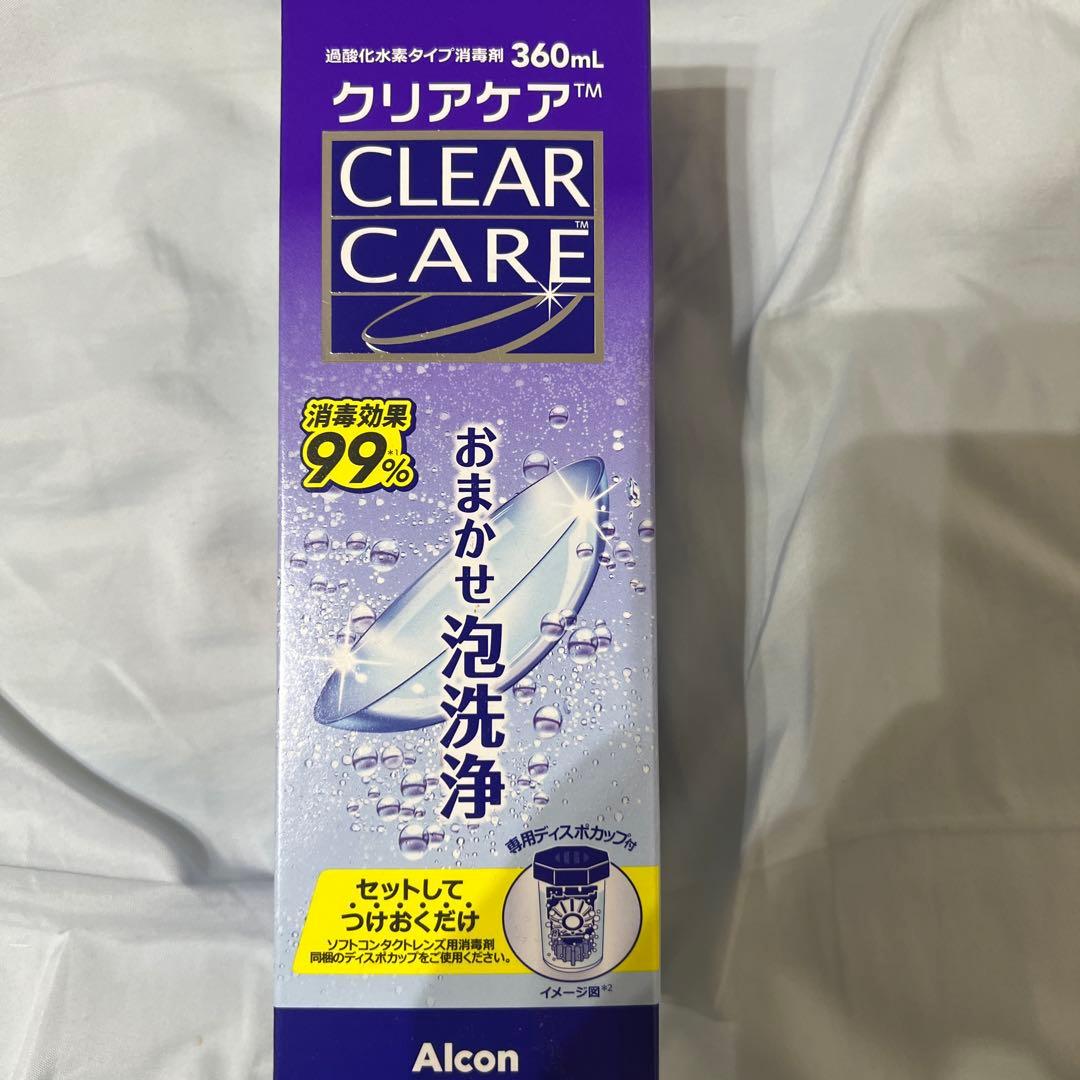 過酸化水素タイプ消毒剤 360mL
クリアケア™
CLEAR
CARE™
消毒効果
99%*1
おまかせ泡洗浄
専用ディスポカップ付
セットして
つけおくだけ
ソフトコンタクトレンズ用消毒剤
同梱のディスポカップをご使用ください。
イメージ図*2
Alcon